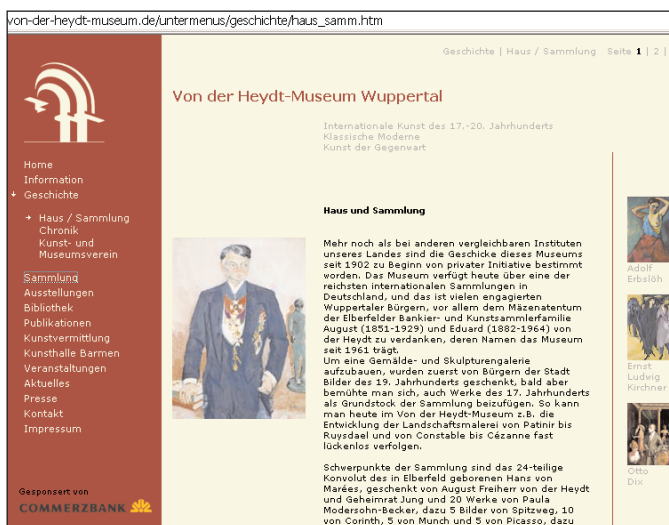 von-der-heydt-museum.de/untermenus/geschichte/haus_samm.htm
Geschichte | Haus / Sammlung Seite 1 | 2 |
Von der Heydt-Museum Wuppertal
Internationale Kunst des 17.-20. Jahrhunderts
Klassische Moderne
Kunst der Gegenwart
Home
Information
Geschichte
Haus / Sammlung
Chronik
Kunst- und
Museumsverein
Sammlung
Ausstellungen
Bibliothek
Publikationen
Kunstvermittlung
Kunsthalle Barmen
Veranstaltungen
Aktuelles
Presse
Kontakt
Impressum
Gesponsert von
COMMERZBANK
Haus und Sammlung
Mehr noch als bei anderen vergleichbaren Instituten
unseres Landes sind die Geschicke dieses Museums
seit 1902 zu Beginn von privater Initiative bestimmt
worden. Das Museum verfügt heute über eine der
reichsten internationalen Sammlungen in
Deutschland, und das ist vielen engagierten
Wuppertaler Bürgern, vor allem dem Mäzenatentum
der Elberfelder Bankier- und Kunstsammlerfamilie
August (1851-1929) und Eduard (1882-1964) von
der Heydt zu verdanken, deren Namen das Museum
seit 1961 trägt.
Um eine Gemälde- und Skulpturengalerie
aufzubauen, wurden zuerst von Bürgern der Stadt
Bilder des 19. Jahrhunderts geschenkt, bald aber
bemühte man sich, auch Werke des 17. Jahrhunderts
als Grundstock der Sammlung beizufügen. So kann
man heute im Von der Heydt-Museum z.B. die
Entwicklung der Landschaftsmalerei von Patinir bis
Ruysdael und von Constable bis Cézanne fast
lückenlos verfolgen.
Schwerpunkte der Sammlung sind das 24-teilige
Konvolut des in Elberfeld geborenen Hans von
Marées, geschenkt von August Freiherr von der Heydt
und Geheimrat Jung und 20 Werke von Paula
Modersohn-Becker, dazu 5 Bilder von Spitzweg, 10
von Corinth, 5 von Munch und 5 von Picasso, dazu
Adolf
Erbslöh
Ernst
Ludwig
Kirchner
Otto
Dix